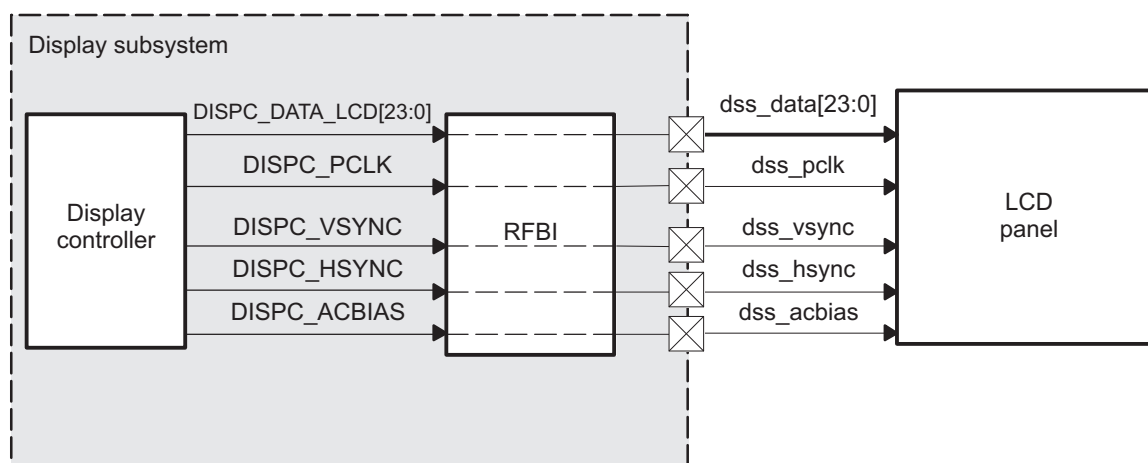 Display subsystem
DISPC_DATA_LCD[23:0]
dss_data[23:0]
DISPC_PCLK
dss_pclk
Display
controller
DISPC_VSYNC
RFBI
dss_vsync
LCD
panel
DISPC_HSYNC
dss_hsync
DISPC_ACBIAS
dss_acbias